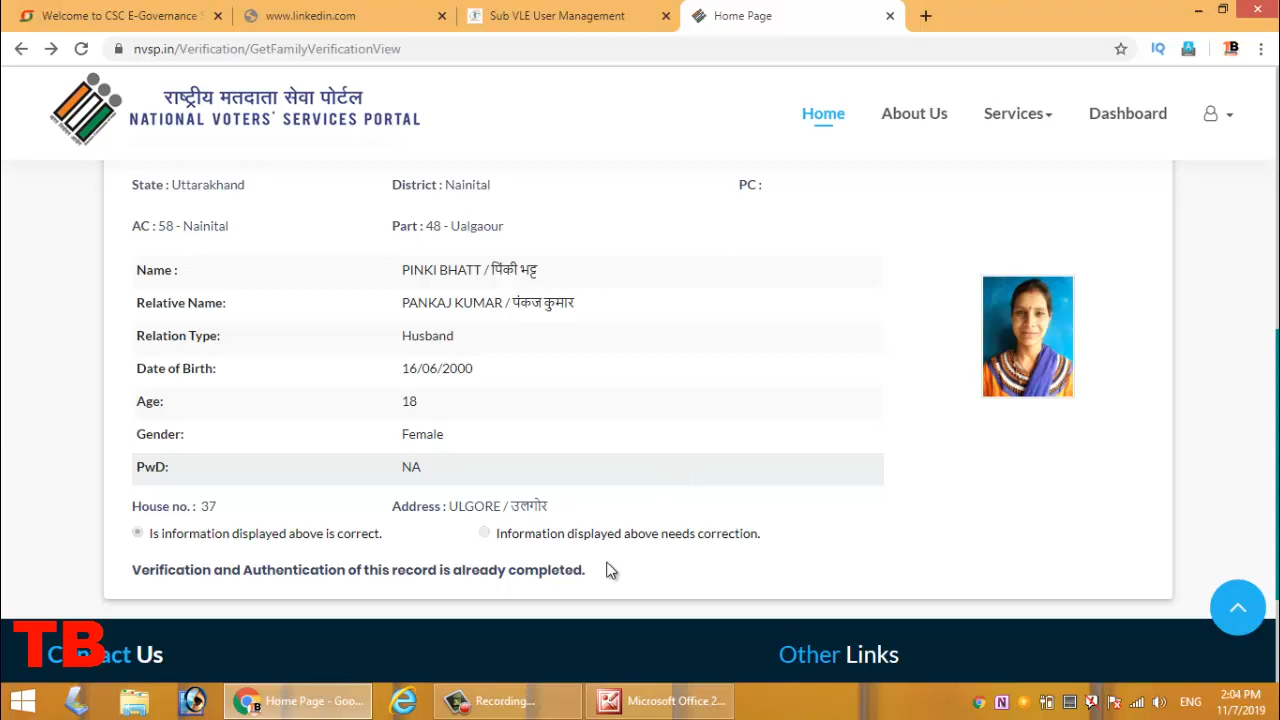 Welcome to CSC E-Governance S
www.linkedin.com
Sub VLE User Management
Home Page
nvsp.in/Verification/GetFamilyVerificationView
IQ
TB
राष्ट्रीय मतदाता सेवा पोर्टल
NATIONAL VOTERS' SERVICES PORTAL
Home About Us Services Dashboard
State : Uttarakhand District : Nainital PC :
AC : 58 - Nainital Part : 48 - Ualgaour
Name : PINKI BHATT / पिंकी भट्ट
Relative Name: PANKAJ KUMAR / पंकज कुमार
Relation Type: Husband
Date of Birth: 16/06/2000
Age: 18
Gender: Female
PwD: NA
House no. : 37 Address : ULGORE / उलगोर
Is information displayed above is correct. Information displayed above needs correction.
Verification and Authentication of this record is already completed.
TB
Us Other Links
Home Page - Goo... Recording... Microsoft Office 2... ENG 2:04 PM
11/7/2019